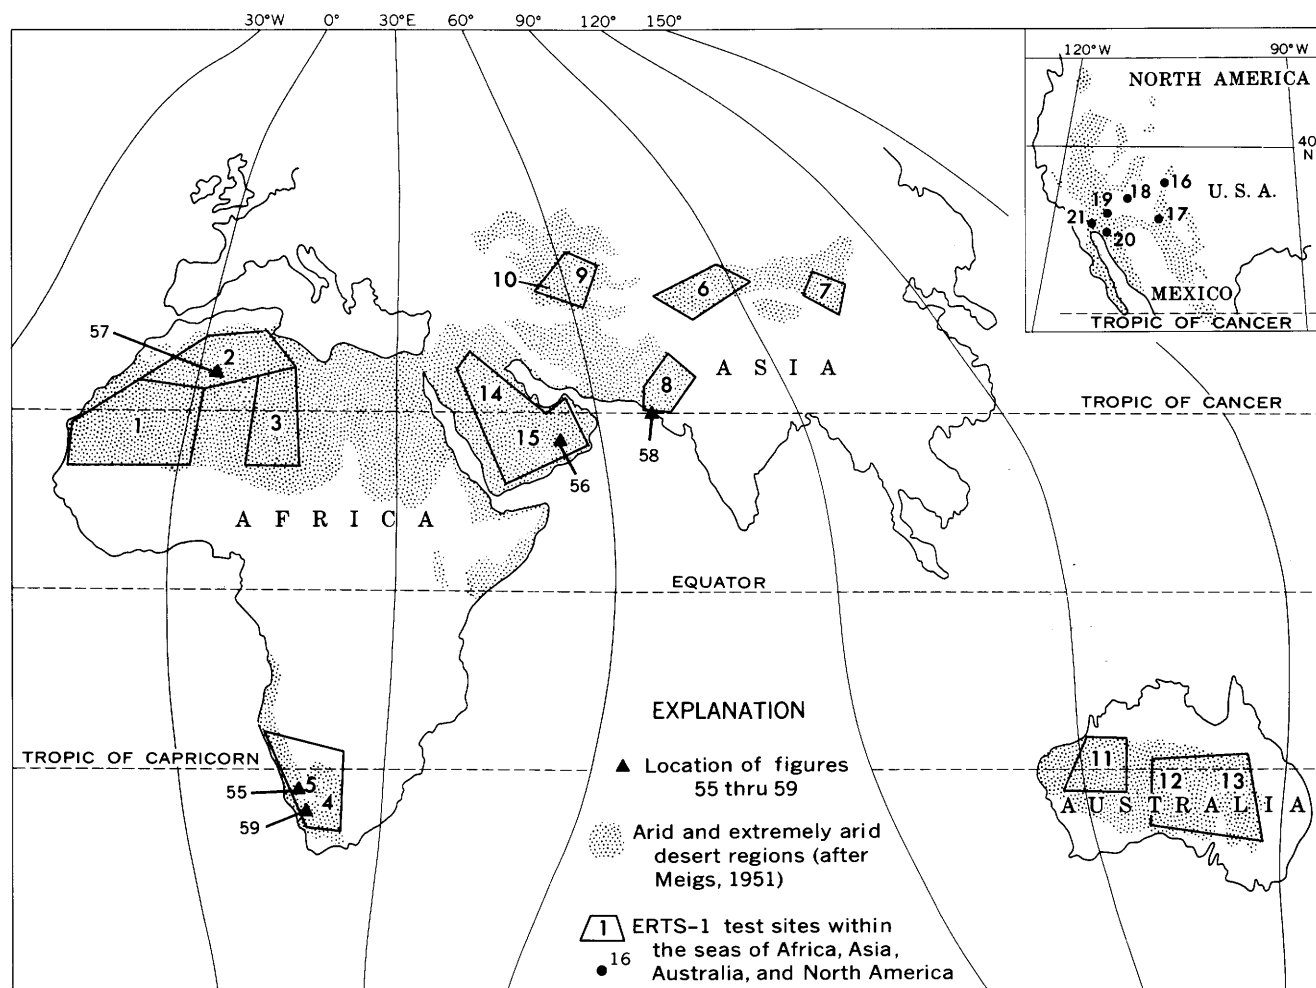 30°W 0° 30°E 60° 90° 120° 150°
120°W 90°W
NORTH AMERICA
40
N
16
U. S. A.
18
19
17
21
20
MEXICO
TROPIC OF CANCER
9
10
6
7
57
2
A S I A
8
14
TROPIC OF CANCER
1
3
15
58
56
A F R I C A
EQUATOR
EXPLANATION
TROPIC OF CAPRICORN
11
Location of figures
55 thru 59
5
55
4
12
13
A U S T R A L I A
59
Arid and extremely arid
desert regions (after
Meigs, 1951)
1
ERTS-1 test sites within
the seas of Africa, Asia,
16
Australia, and North America